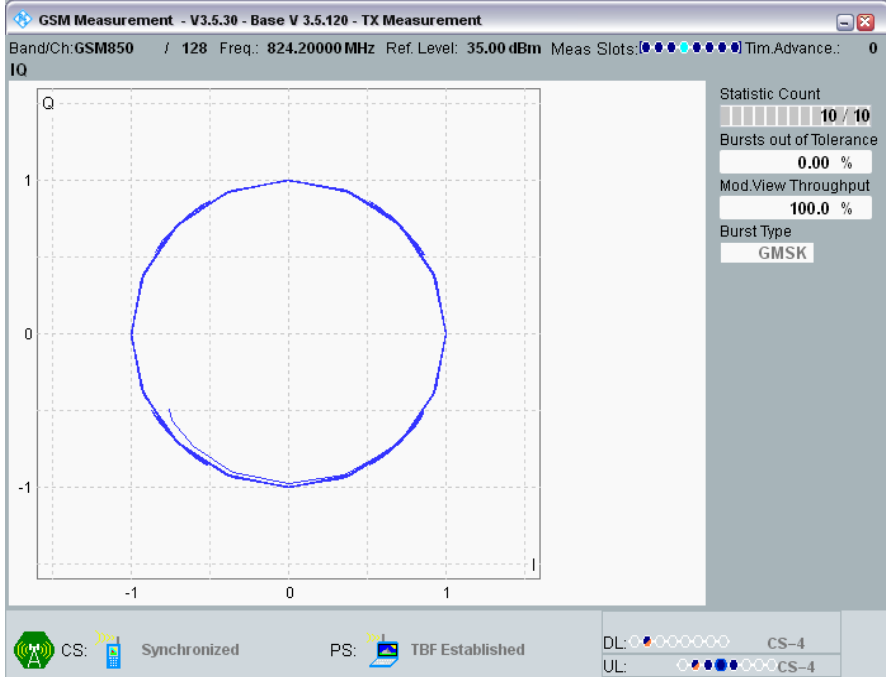 GSM Measurement - V3.5.30 - Base V 3.5.120 - TX Measurement
Band/Ch:GSM850 / 128 Freq.: 824.20000 MHz Ref. Level: 35.00 dBm Meas Slots: Tim.Advance.: 0
IQ
Statistic Count
10 / 10
Bursts out of Tolerance
0.00 %
Mod.View Throughput
100.0 %
Burst Type
GMSK
Q
1
0
-1
I
-1 0 1
CS: Synchronized PS: TBF Established
DL: CS-4
UL: CS-4